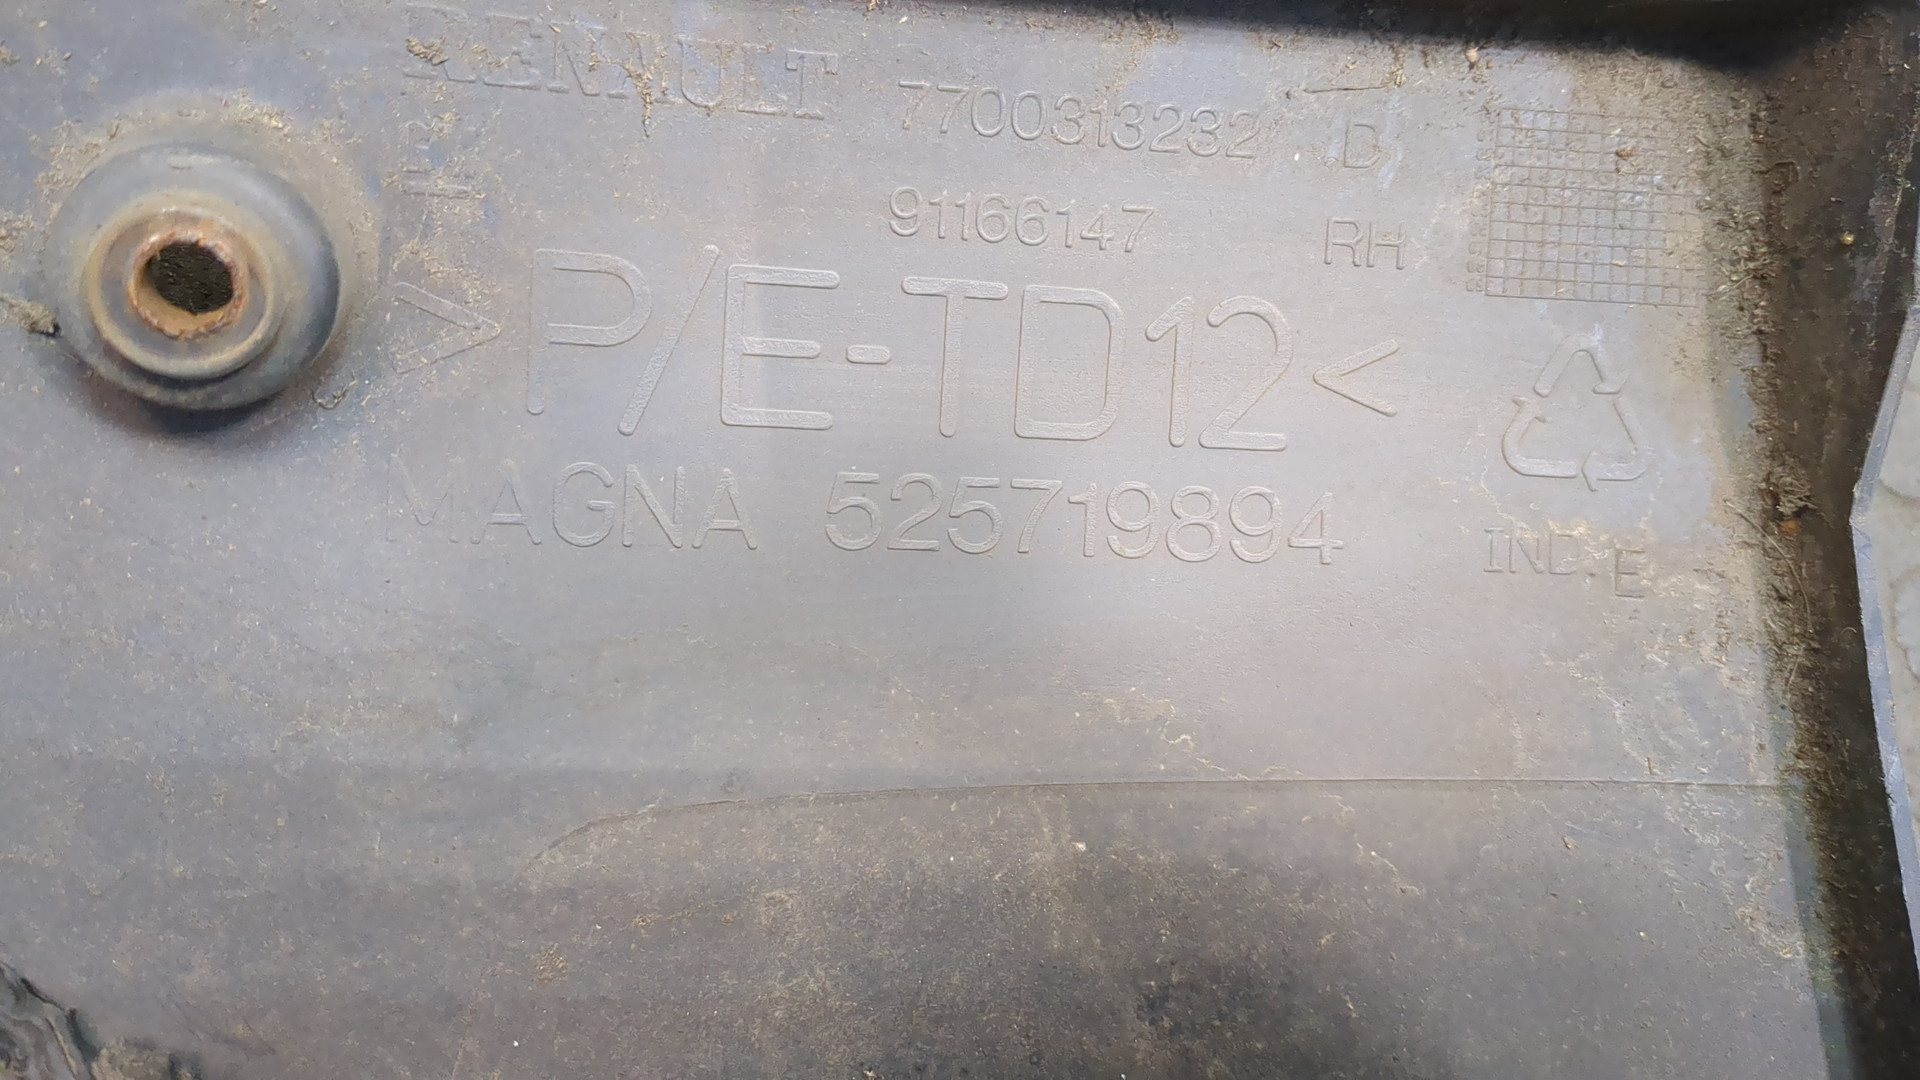 RENAULT 7700313232 D
91166147 RH
>P/E-TD12<
MAGNA 525719894
IND. E